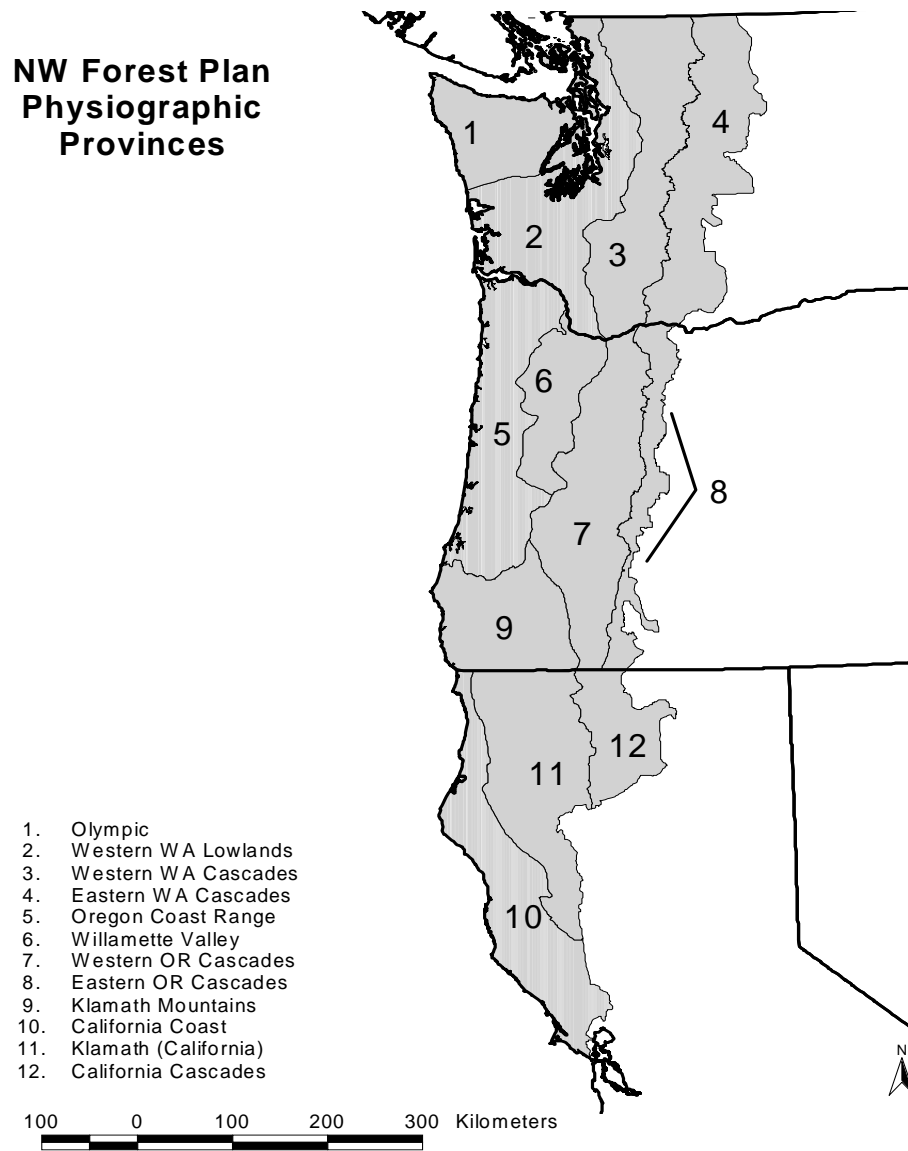 NW Forest Plan
Physiographic
Provinces
1
4
2
3
6
5
8
7
9
12
11
10
1. Olympic
2. Western WA Lowlands
3. Western WA Cascades
4. Eastern WA Cascades
5. Oregon Coast Range
6. Willamette Valley
7. Western OR Cascades
8. Eastern OR Cascades
9. Klamath Mountains
10. California Coast
11. Klamath (California)
12. California Cascades
N
100 0 100 200 300 Kilometers